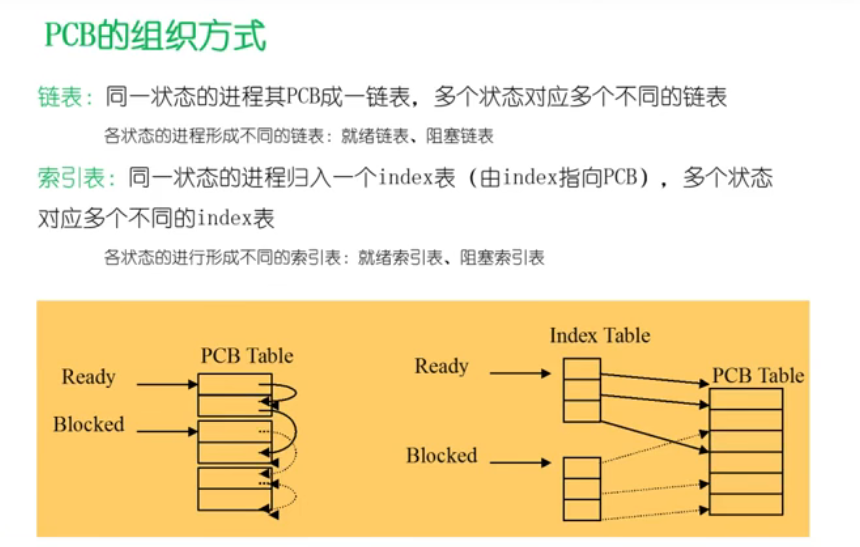 PCB的组织方式
链表：同一状态的进程其PCB成一链表，多个状态对应多个不同的链表
各状态的进程形成不同的链表：就绪链表、阻塞链表
索引表：同一状态的进程归入一个index表（由index指向PCB），多个状态
对应多个不同的index表
各状态的进行形成不同的索引表：就绪索引表、阻塞索引表
PCB Table
Ready
Blocked
Index Table
Ready
PCB Table
Blocked